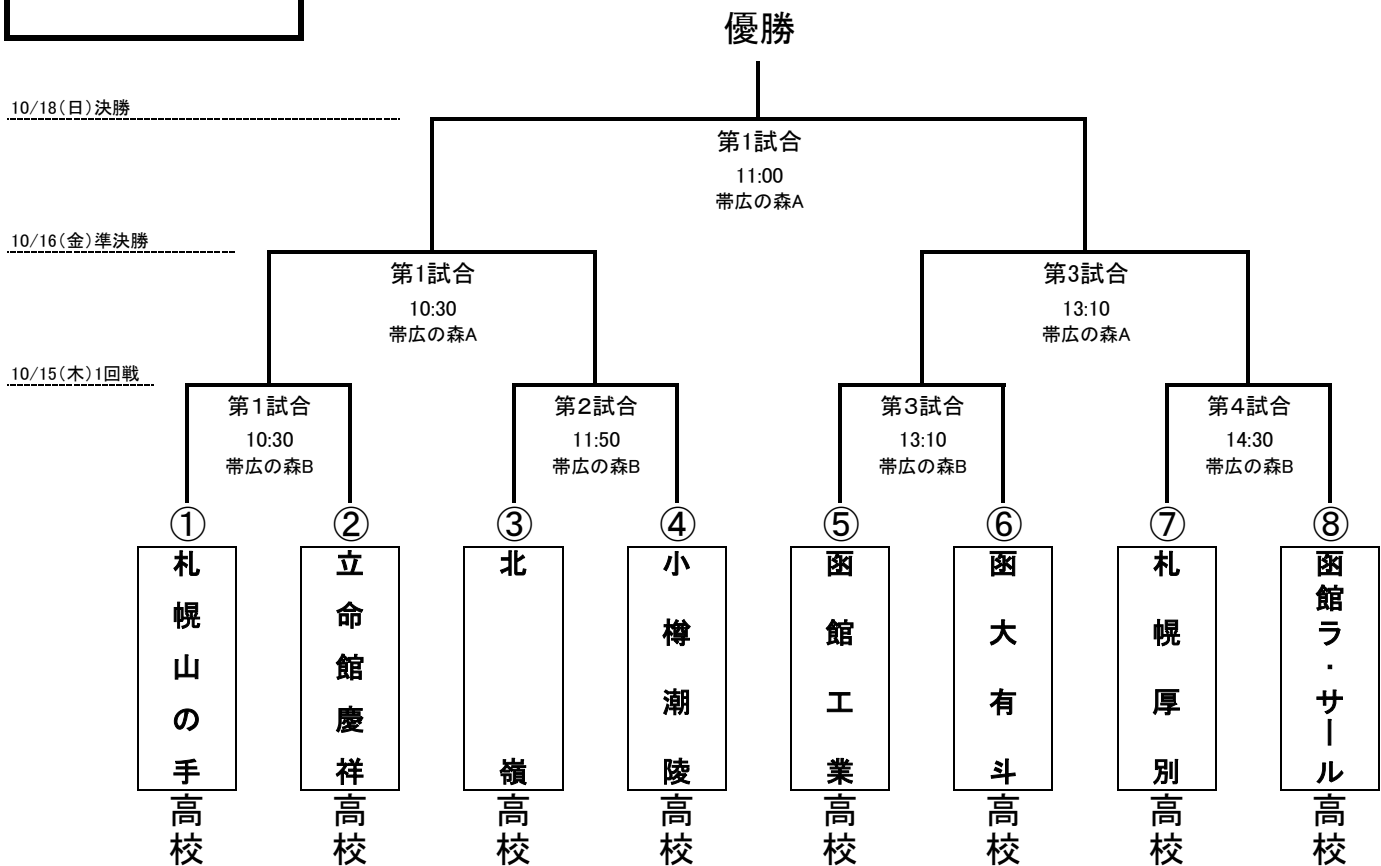 優勝
10/18(日)決勝
第1試合
11:00
帯広の森A
10/16(金)準決勝
第1試合
10:30
帯広の森A
第3試合
13:10
帯広の森A
10/15(木)1回戦
第1試合
10:30
帯広の森B
第2試合
11:50
帯広の森B
第3試合
13:10
帯広の森B
第4試合
14:30
帯広の森B
①
札幌山の手高校
②
立命館慶祥高校
③
北嶺高校
④
小樽潮陵高校
⑤
函館工業高校
⑥
函大有斗高校
⑦
札幌厚別高校
⑧
函館ラ・サール高校